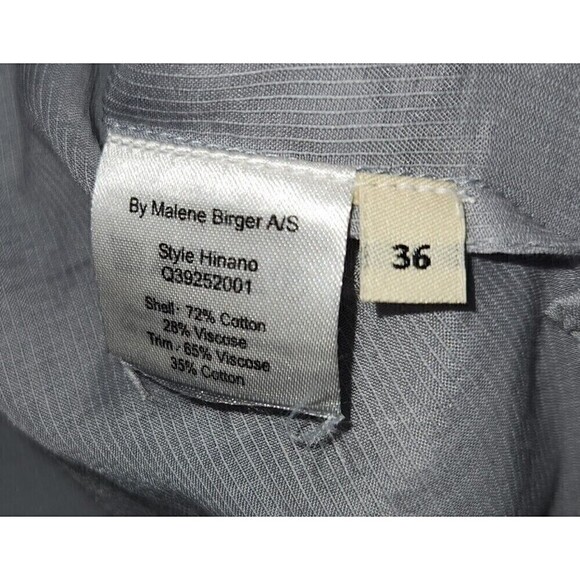 By Malene Birger A/S
Style Hinano
Q39252001
Shell: 72% Cotton
28% Viscose
Trim: 65% Viscose
35% Cotton
36